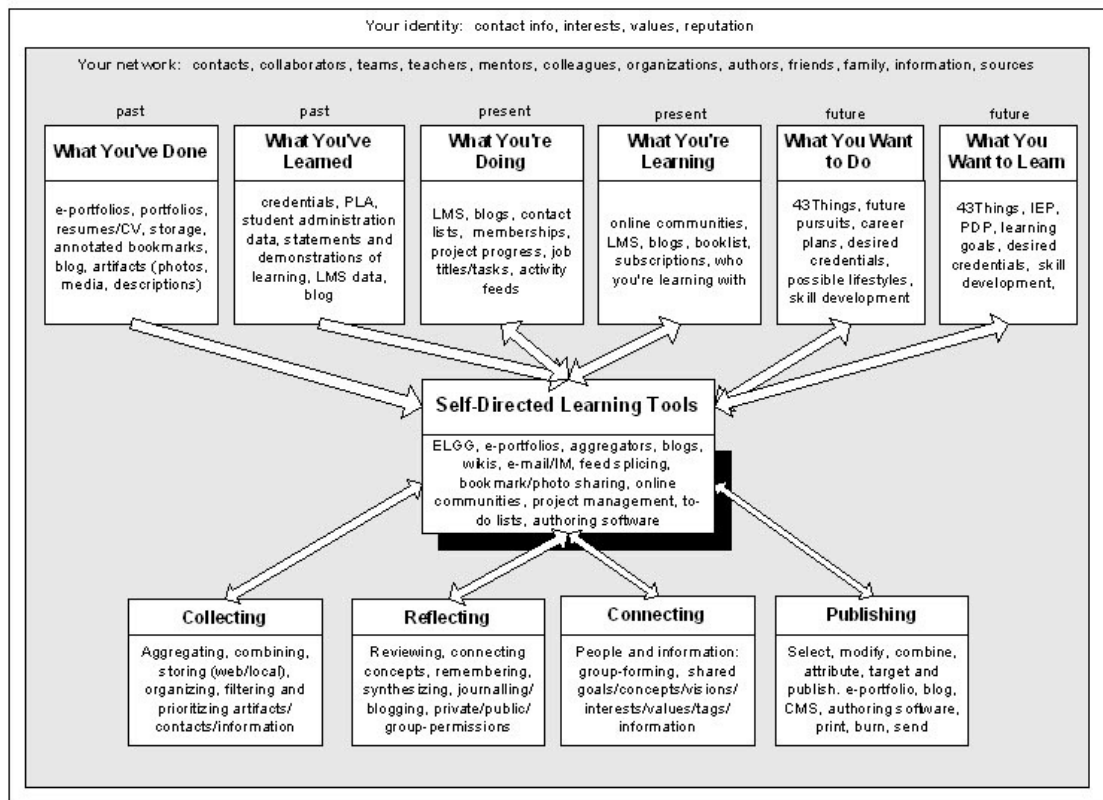 Your identity: contact info, interests, values, reputation
Your network: contacts, collaborators, teams, teachers, mentors, colleagues, organizations, authors, friends, family, information, sources
past
past
present
present
future
future
What You've Done
e-portfolios, portfolios,
resumes/CV, storage,
annotated bookmarks,
blog, artifacts (photos,
media, descriptions)
What You've
Learned
credentials, PLA,
student administration
data, statements and
demonstrations of
learning, LMS data,
blog
What You're
Doing
LMS, blogs, contact
lists, memberships,
project progress, job
titles/tasks, activity
feeds
What You're
Learning
online communities,
LMS, blogs, booklist,
subscriptions, who
you're learning with
What You Want
to Do
43Things, future
pursuits, career
plans, desired
credentials,
possible lifestyles,
skill development
What You
Want to Learn
43Things, IEP,
PDP, learning
goals, desired
credentials, skill
development,
Self-Directed Learning Tools
ELGG, e-portfolios, aggregators, blogs,
wikis, e-mail/IM, feed splicing,
bookmark/photo sharing, online
communities, project management, to-
do lists, authoring software
Collecting
Aggregating, combining,
storing (web/local),
organizing, filtering and
prioritizing artifacts/
contacts/information
Reflecting
Reviewing, connecting
concepts, remembering,
synthesizing, journalling/
blogging, private/public/
group-permissions
Connecting
People and information:
group-forming, shared
goals/concepts/visions/
interests/values/tags/
information
Publishing
Select, modify, combine,
attribute, target and
publish. e-portfolio, blog,
CMS, authoring software,
print, burn, send